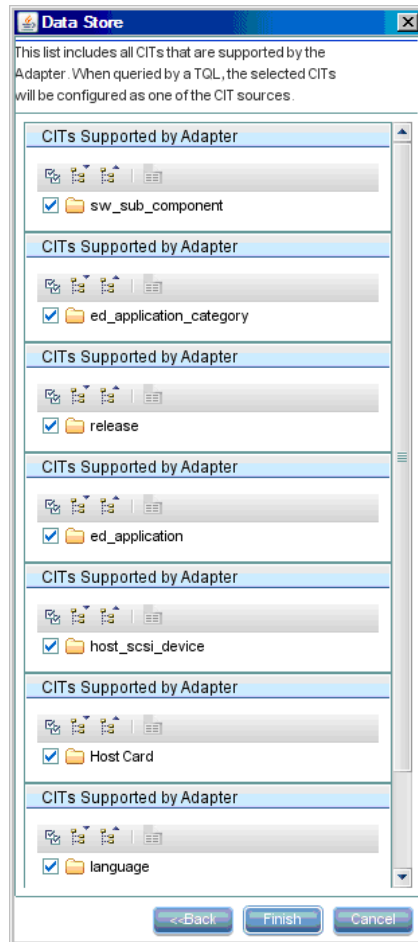 Data Store
This list includes all CITs that are supported by the
Adapter. When queried by a TQL, the selected CITs
will be configured as one of the CIT sources.
CITs Supported by Adapter
sw_sub_component
CITs Supported by Adapter
ed_application_category
CITs Supported by Adapter
release
CITs Supported by Adapter
ed_application
CITs Supported by Adapter
host_scsi_device
CITs Supported by Adapter
Host Card
CITs Supported by Adapter
language
<<Back Finish Cancel